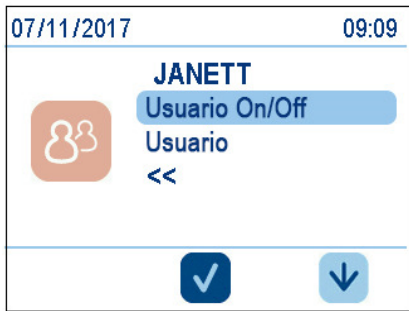 07/11/2017 09:09
JANETT
Usuario On/Off
Usuario
<<